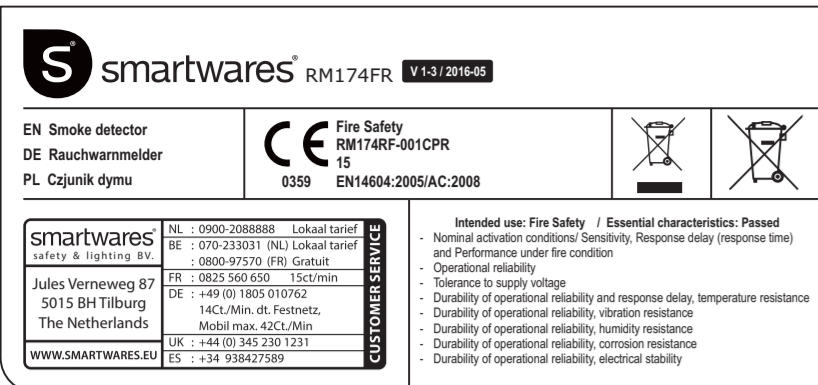 S® smartwares® RM174FR V 1-3 / 2016-05
EN Smoke detector
DE Rauchwarnmelder
PL Czjunik dymu
CE 0359
Fire Safety
RM174RF-001CPR
15
EN14604:2005/AC:2008
smartwares®
safety & lighting BV.
Jules Verneweg 87
5015 BH Tilburg
The Netherlands
WWW.SMARTWARES.EU
NL : 0900-2088888 Lokaal tarief
BE : 070-233031 (NL) Lokaal tarief
: 0800-97570 (FR) Gratuit
FR : 0825 560 650 15ct/min
DE : +49 (0) 1805 010762
14Ct./Min. dt. Festnetz,
Mobil max. 42Ct./Min
UK : +44 (0) 345 230 1231
ES : +34 938427589
CUSTOMER SERVICE
Intended use: Fire Safety / Essential characteristics: Passed
- Nominal activation conditions/ Sensitivity, Response delay (response time)
and Performance under fire condition
- Operational reliability
- Tolerance to supply voltage
- Durability of operational reliability and response delay, temperature resistance
- Durability of operational reliability, vibration resistance
- Durability of operational reliability, humidity resistance
- Durability of operational reliability, corrosion resistance
- Durability of operational reliability, electrical stability